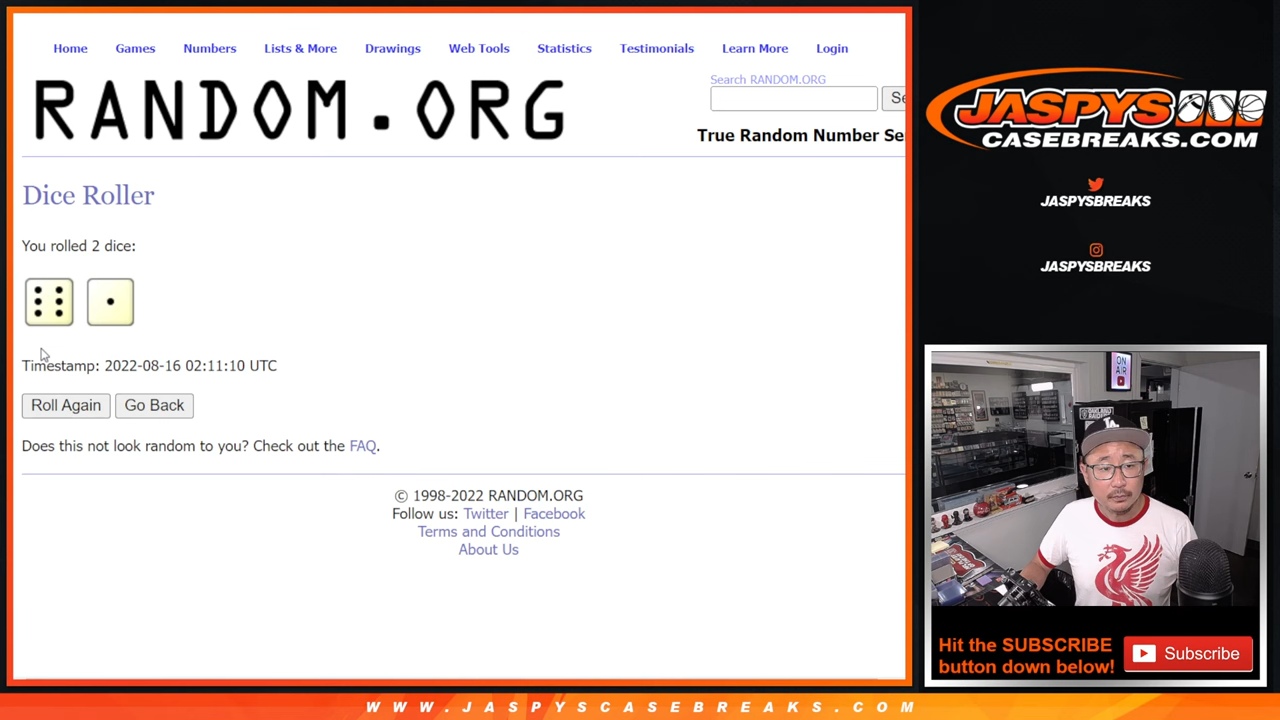 Home Games Numbers Lists & More Drawings Web Tools Statistics Testimonials Learn More Login
RANDOM.ORG
Search RANDOM.ORG
Se
True Random Number Se
Dice Roller
You rolled 2 dice:
Timestamp: 2022-08-16 02:11:10 UTC
Roll Again Go Back
Does this not look random to you? Check out the FAQ.
© 1998-2022 RANDOM.ORG
Follow us: Twitter | Facebook
Terms and Conditions
About Us
JASPYS
CASEBREAKS.COM
JASPYSBREAKS
JASPYSBREAKS
ON
AIR
LA
Hit the SUBSCRIBE
button down below!
Subscribe
WWW.JASPYSCASEBREAKS.COM